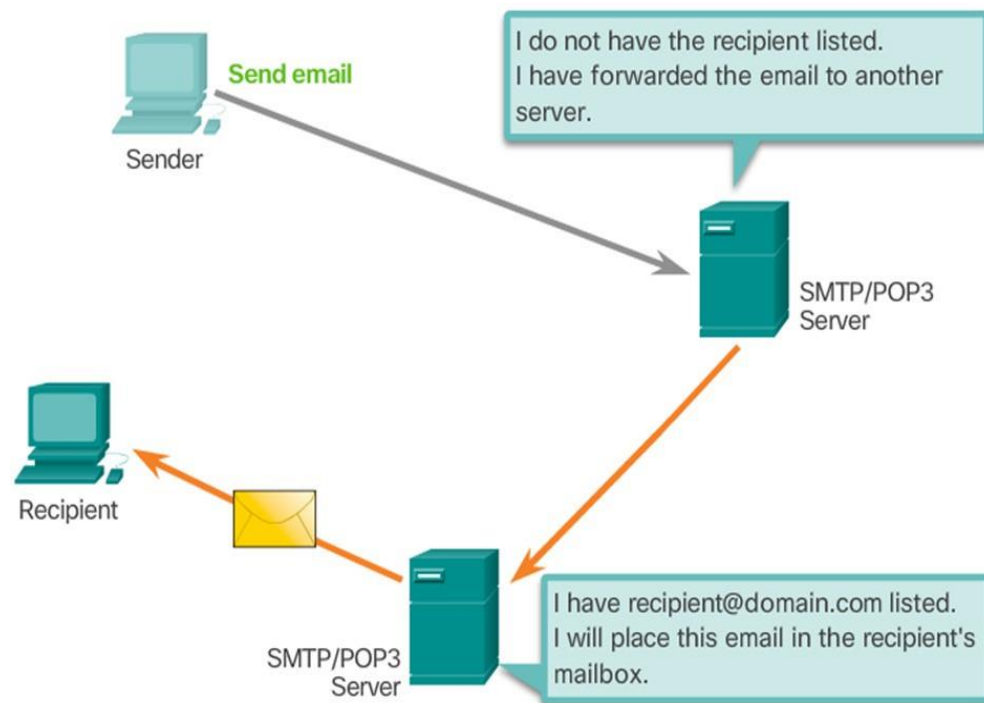 I do not have the recipient listed.
I have forwarded the email to another
server.
Send email
Sender
SMTP/POP3
Server
Recipient
I have recipient@domain.com listed.
I will place this email in the recipient's
mailbox.
SMTP/POP3
Server